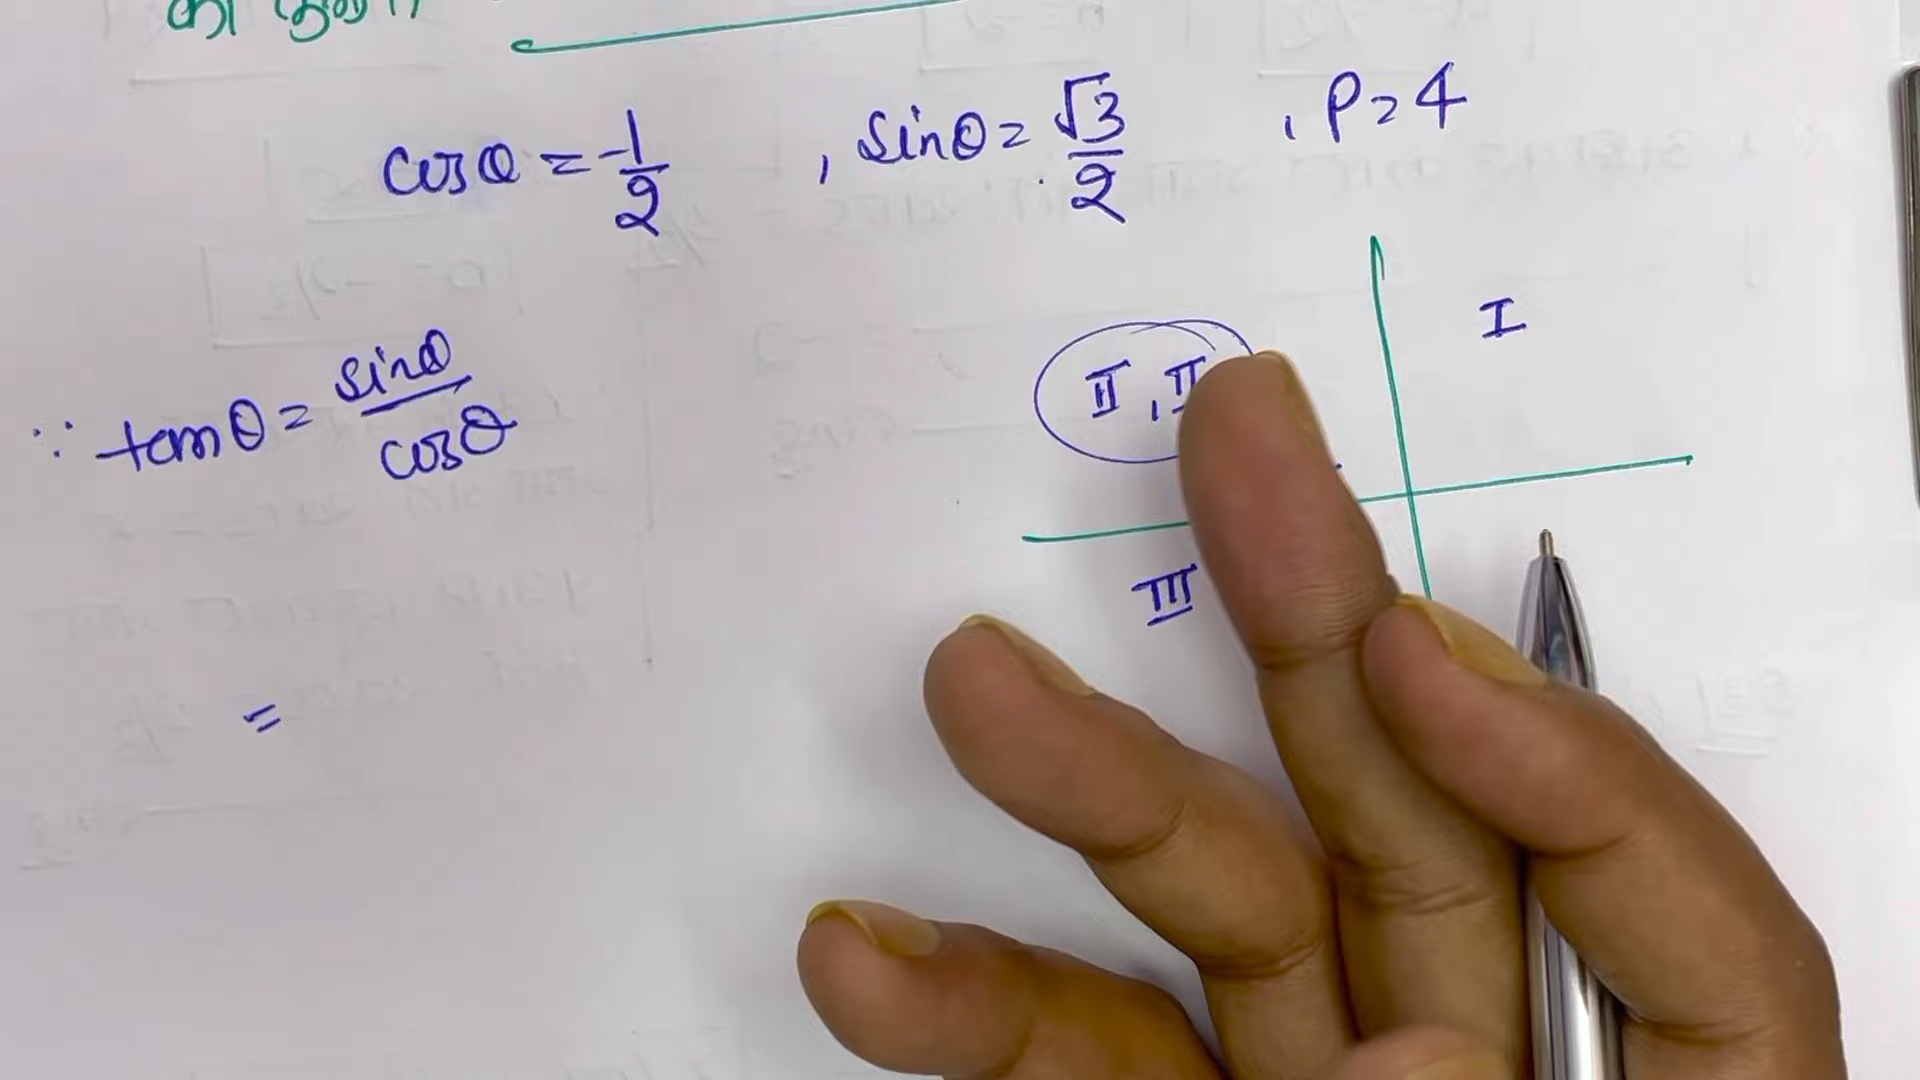 का
cosθ = -1/2 , sinθ = √3/2 , P = 4
I
II , II
∵ tanθ = sinθ/cosθ
III
=